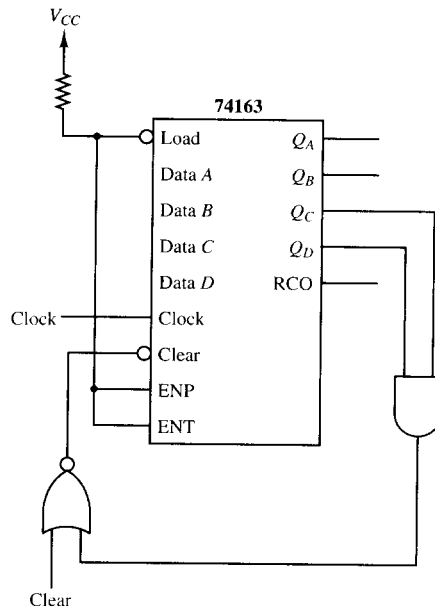 V_CC
74163
Load Q_A
Data A Q_B
Data B Q_C
Data C Q_D
Data D RCO
Clock Clock
Clear
ENP
ENT
Clear